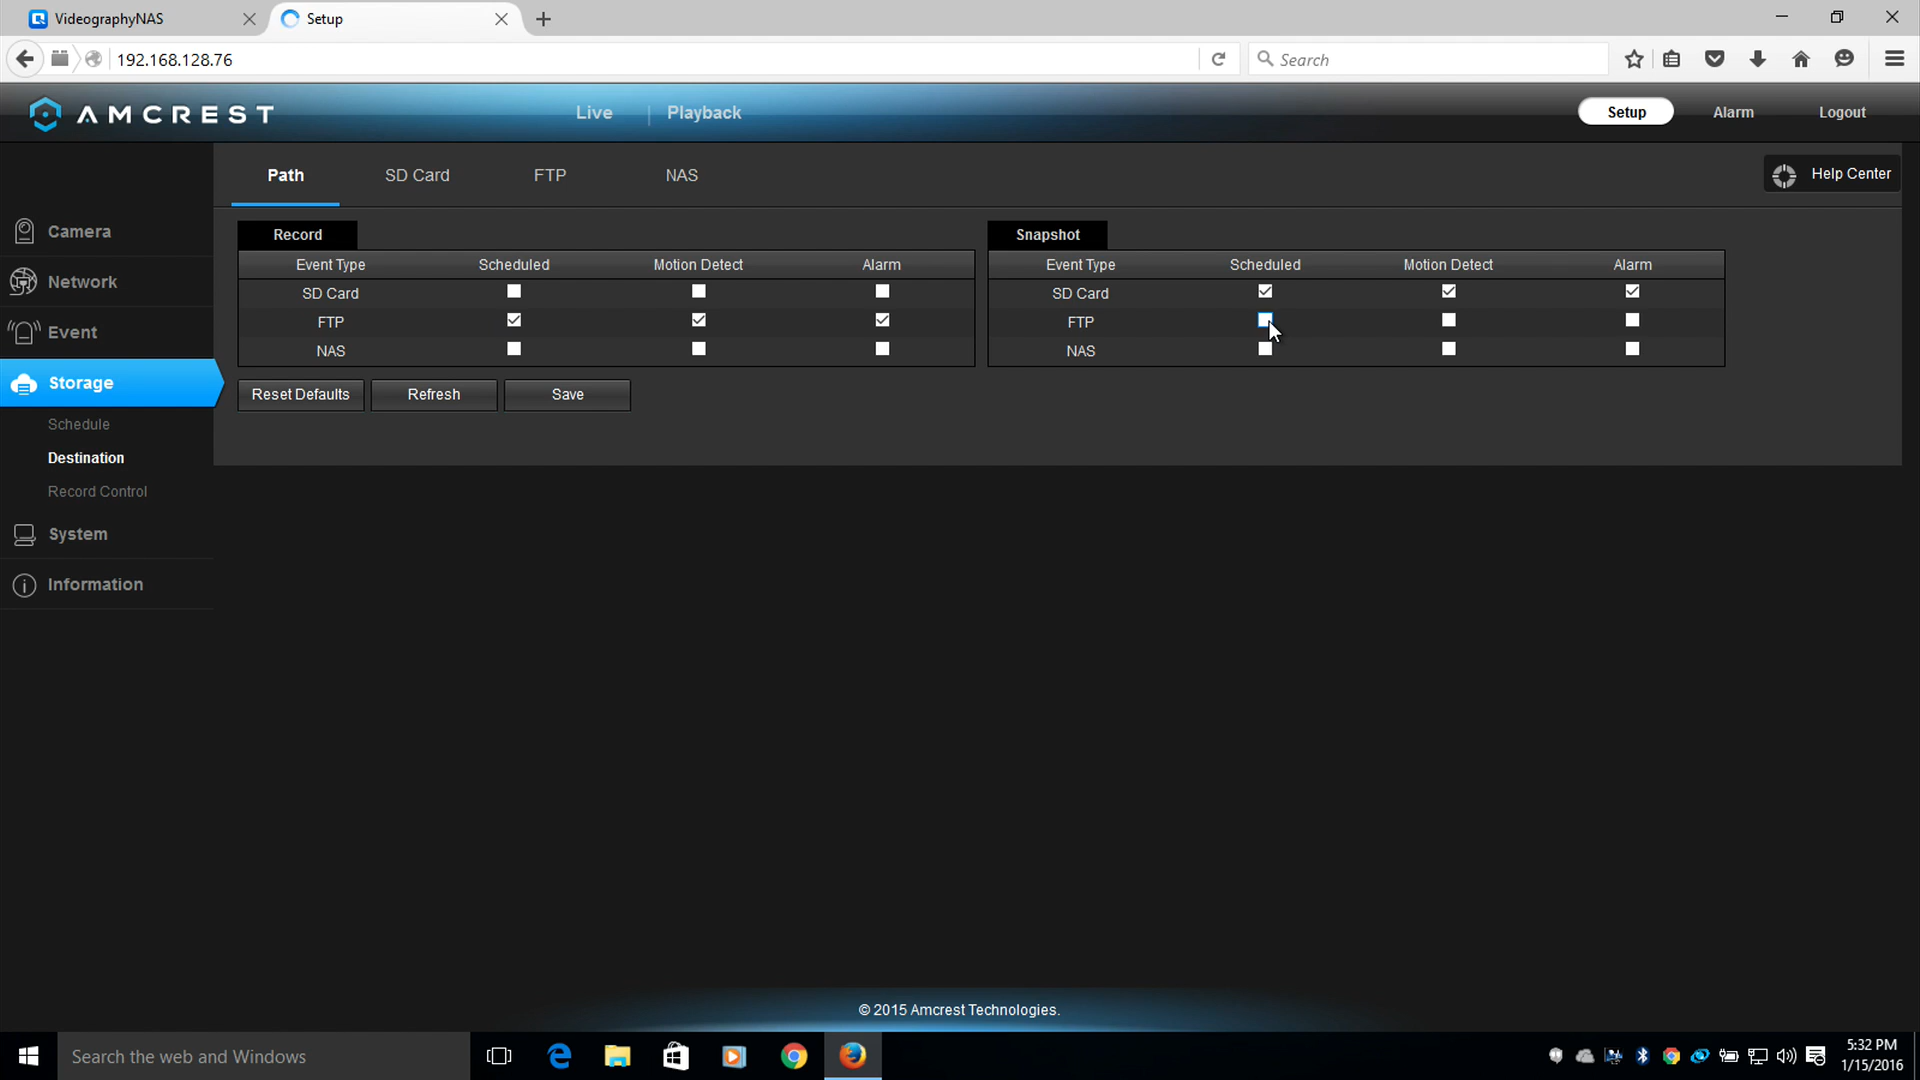 VideographyNAS
Setup
192.168.128.76
Search
AMCREST
Live
Playback
Setup
Alarm
Logout
Path
SD Card
FTP
NAS
Help Center
Camera
Network
Event
Storage
Schedule
Destination
Record Control
System
Information
Record
Event Type Scheduled Motion Detect Alarm
SD Card
FTP
NAS
Snapshot
Event Type Scheduled Motion Detect Alarm
SD Card
FTP
NAS
Reset Defaults
Refresh
Save
© 2015 Amcrest Technologies.
Search the web and Windows
5:32 PM
1/15/2016